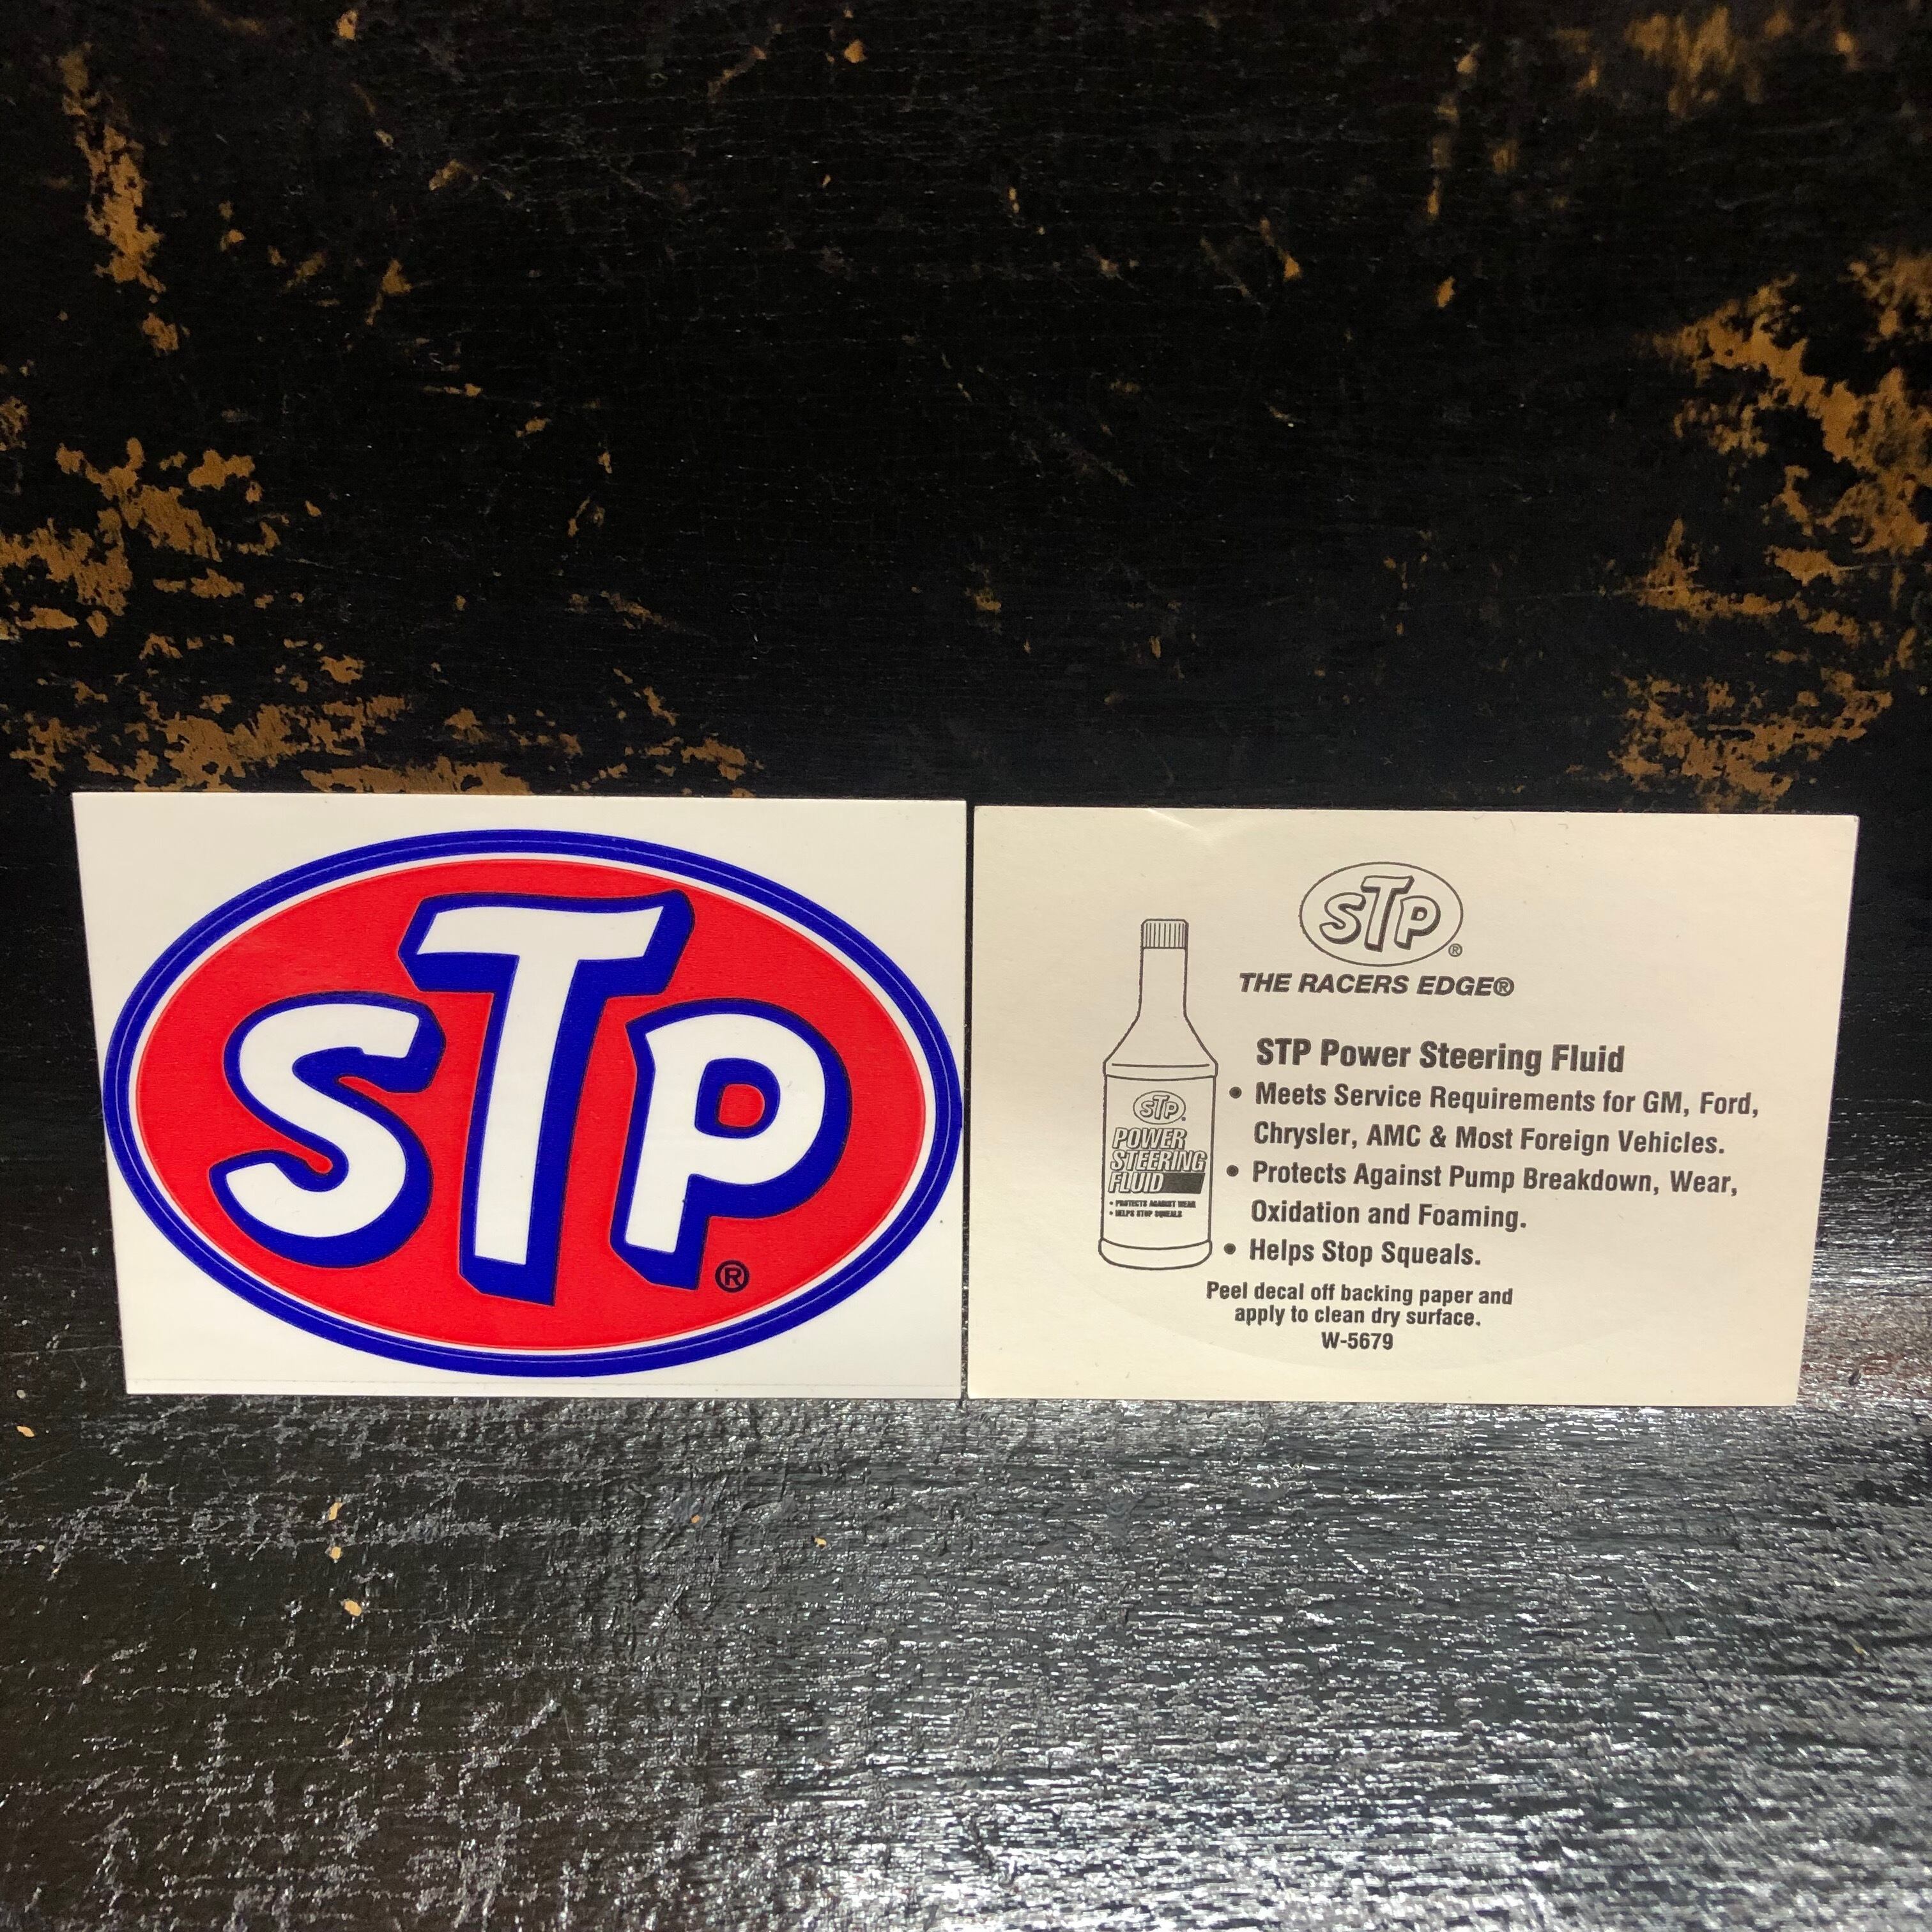 STP ®
STP ®
THE RACERS EDGE®
STP Power Steering Fluid
• Meets Service Requirements for GM, Ford,
Chrysler, AMC & Most Foreign Vehicles.
• Protects Against Pump Breakdown, Wear,
Oxidation and Foaming.
• Helps Stop Squeals.
Peel decal off backing paper and
apply to clean dry surface.
W-5679
STP
POWER
STEERING
FLUID
• PROTECTS AGAINST WEAR
• HELPS STOP SQUEALS